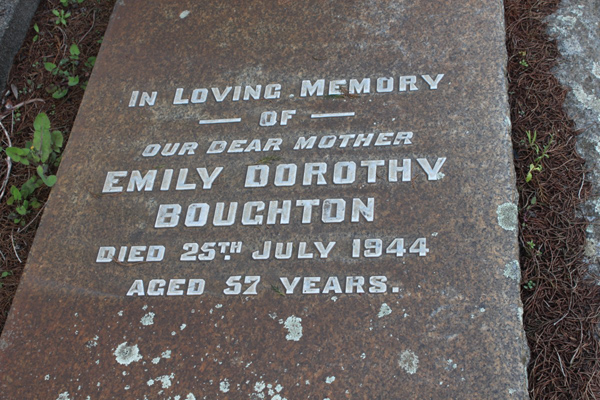 IN LOVING MEMORY
— OF —
OUR DEAR MOTHER
EMILY DOROTHY
BOUGHTON
DIED 25TH JULY 1944
AGED 57 YEARS.